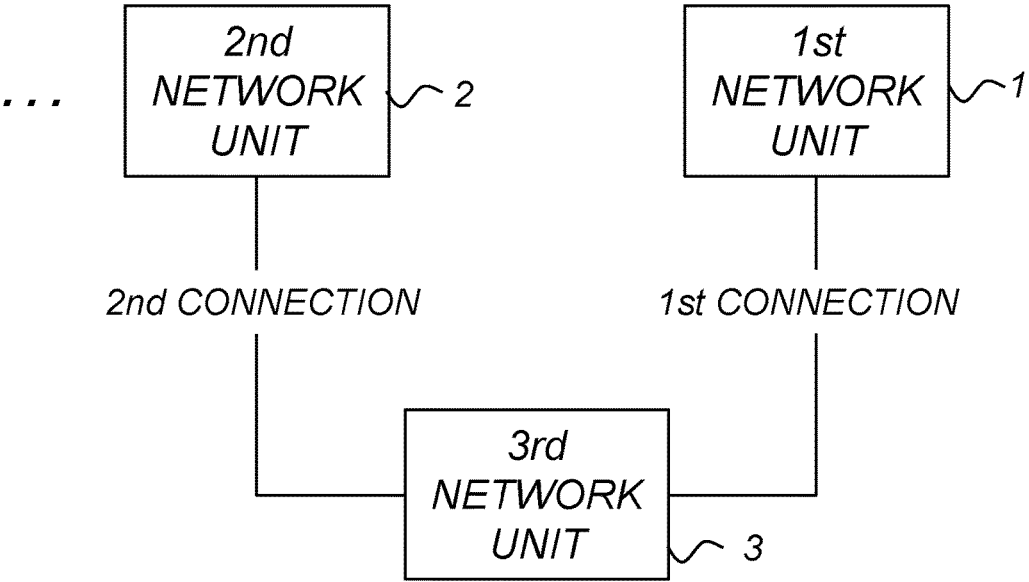 2nd
NETWORK
UNIT
2
1st
NETWORK
UNIT
1
...
2nd CONNECTION
1st CONNECTION
3rd
NETWORK
UNIT
3